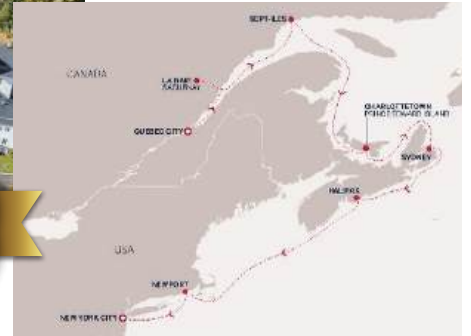 SEPT-ILES
CANADA
LA BAIE
SAGUENAY
CHARLOTTETOWN
PRINCE EDWARD ISLAND
QUEBEC CITY
SYDNEY
HALIFAX
USA
NEWPORT
NEW YORK CITY